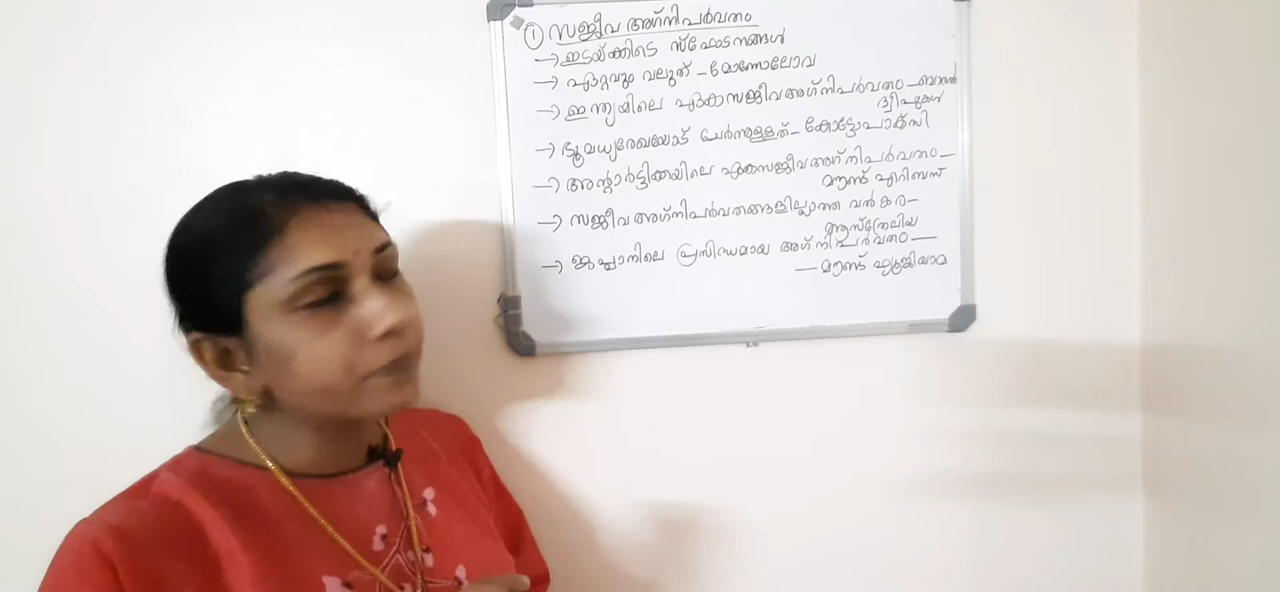 ① സജീവ അഗ്നിപർവതം
→ ഇടയ്ക്കിടെ സ്ഫോടനങ്ങൾ
→ ഏറ്റവും വലുത് - മോണോലോവ
→ ഇന്ത്യയിലെ ഏകസജീവഅഗ്നിപർവതം - ബാരൻ
ദ്വീപുകൾ
→ ഭൂമധ്യരേഖയോട് ചേർന്നുള്ളത് - കോട്ടോപാക്സി
→ അന്റാർട്ടിക്കയിലെ ഏകസജീവഅഗ്നിപർവതം —
മൗണ്ട് എറിബസ്
→ സജീവ അഗ്നിപർവതങ്ങളില്ലാത്ത വൻകര -
ആസ്ത്രേലിയ
→ ജപ്പാനിലെ പ്രസിദ്ധമായ അഗ്നിപർവതം —
— മൗണ്ട് ഫ്യൂജിയാമ